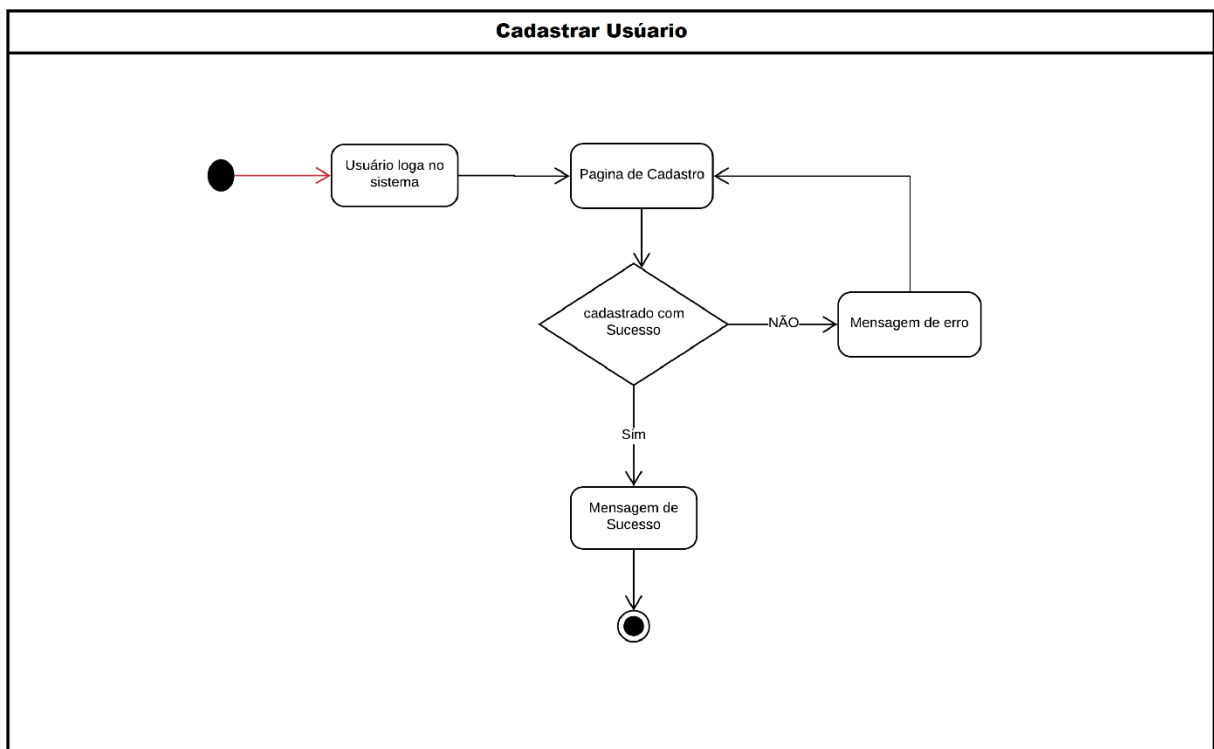 Cadastrar Usúario
Usuário loga no
sistema
Pagina de Cadastro
cadastrado com
Sucesso
NÃO
Mensagem de erro
Sim
Mensagem de
Sucesso